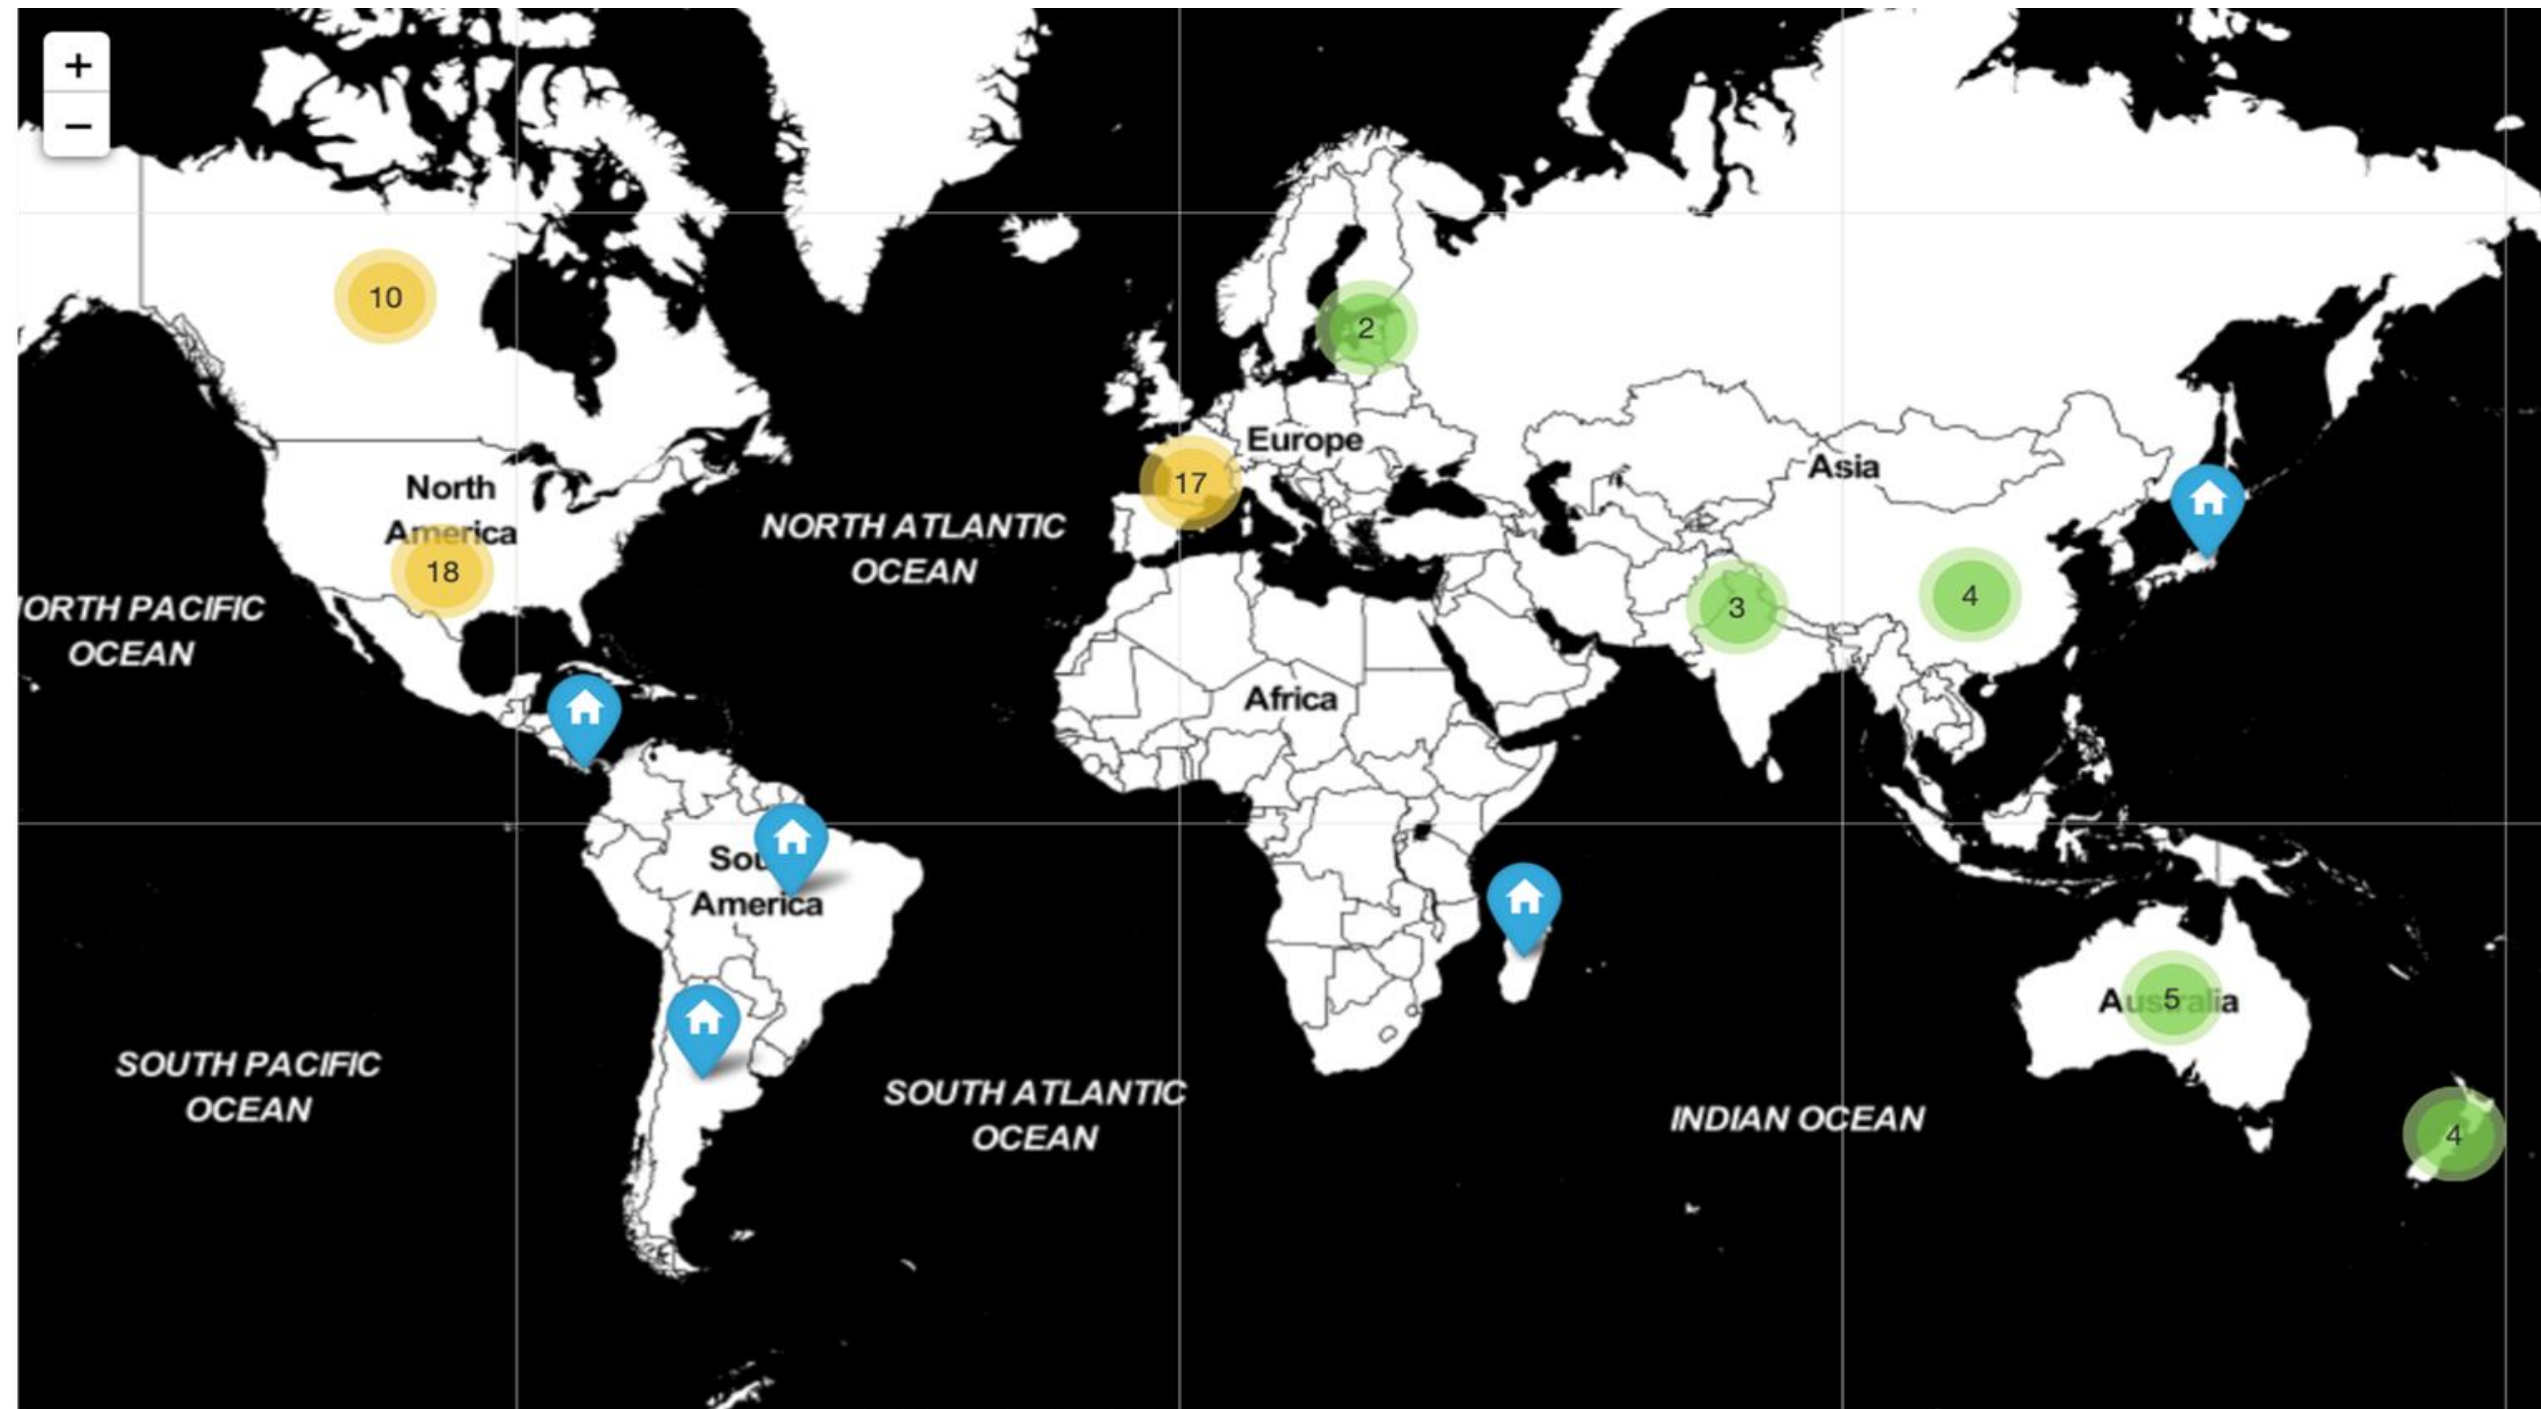 +
−
10
2
Europe
17
Asia
North
America
18
NORTH ATLANTIC
OCEAN
ORTH PACIFIC
OCEAN
3
4
Africa
Sou
America
Australia
5
SOUTH PACIFIC
OCEAN
SOUTH ATLANTIC
OCEAN
INDIAN OCEAN
4